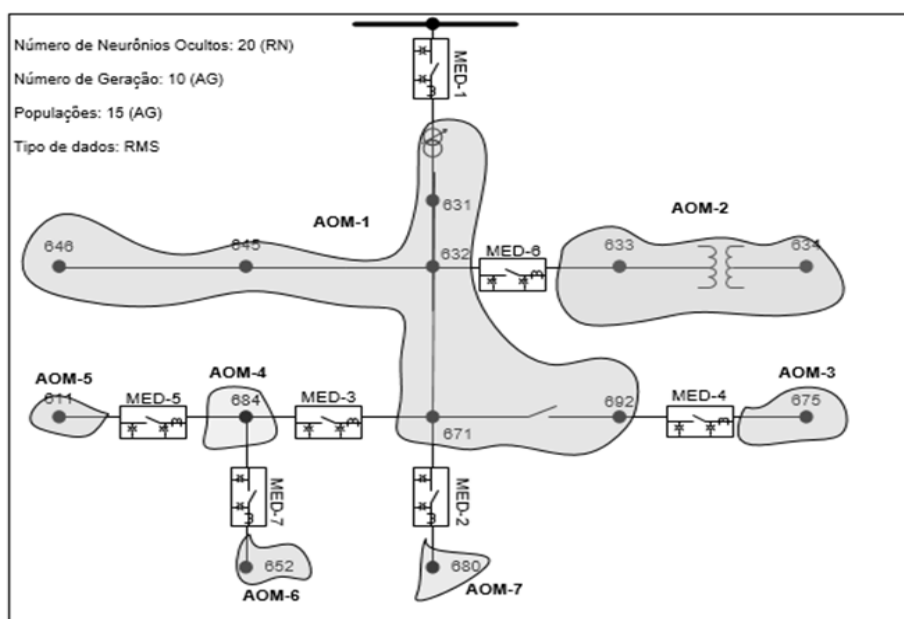 Número de Neurônios Ocultos: 20 (RN)
Número de Geração: 10 (AG)
Populações: 15 (AG)
Tipo de dados: RMS
MED-1
631
AOM-1
AOM-2
646
645
632
MED-6
633
634
AOM-5
611
MED-5
AOM-4
684
MED-3
671
692
MED-4
AOM-3
675
MED-7
MED-2
652
AOM-6
680
AOM-7